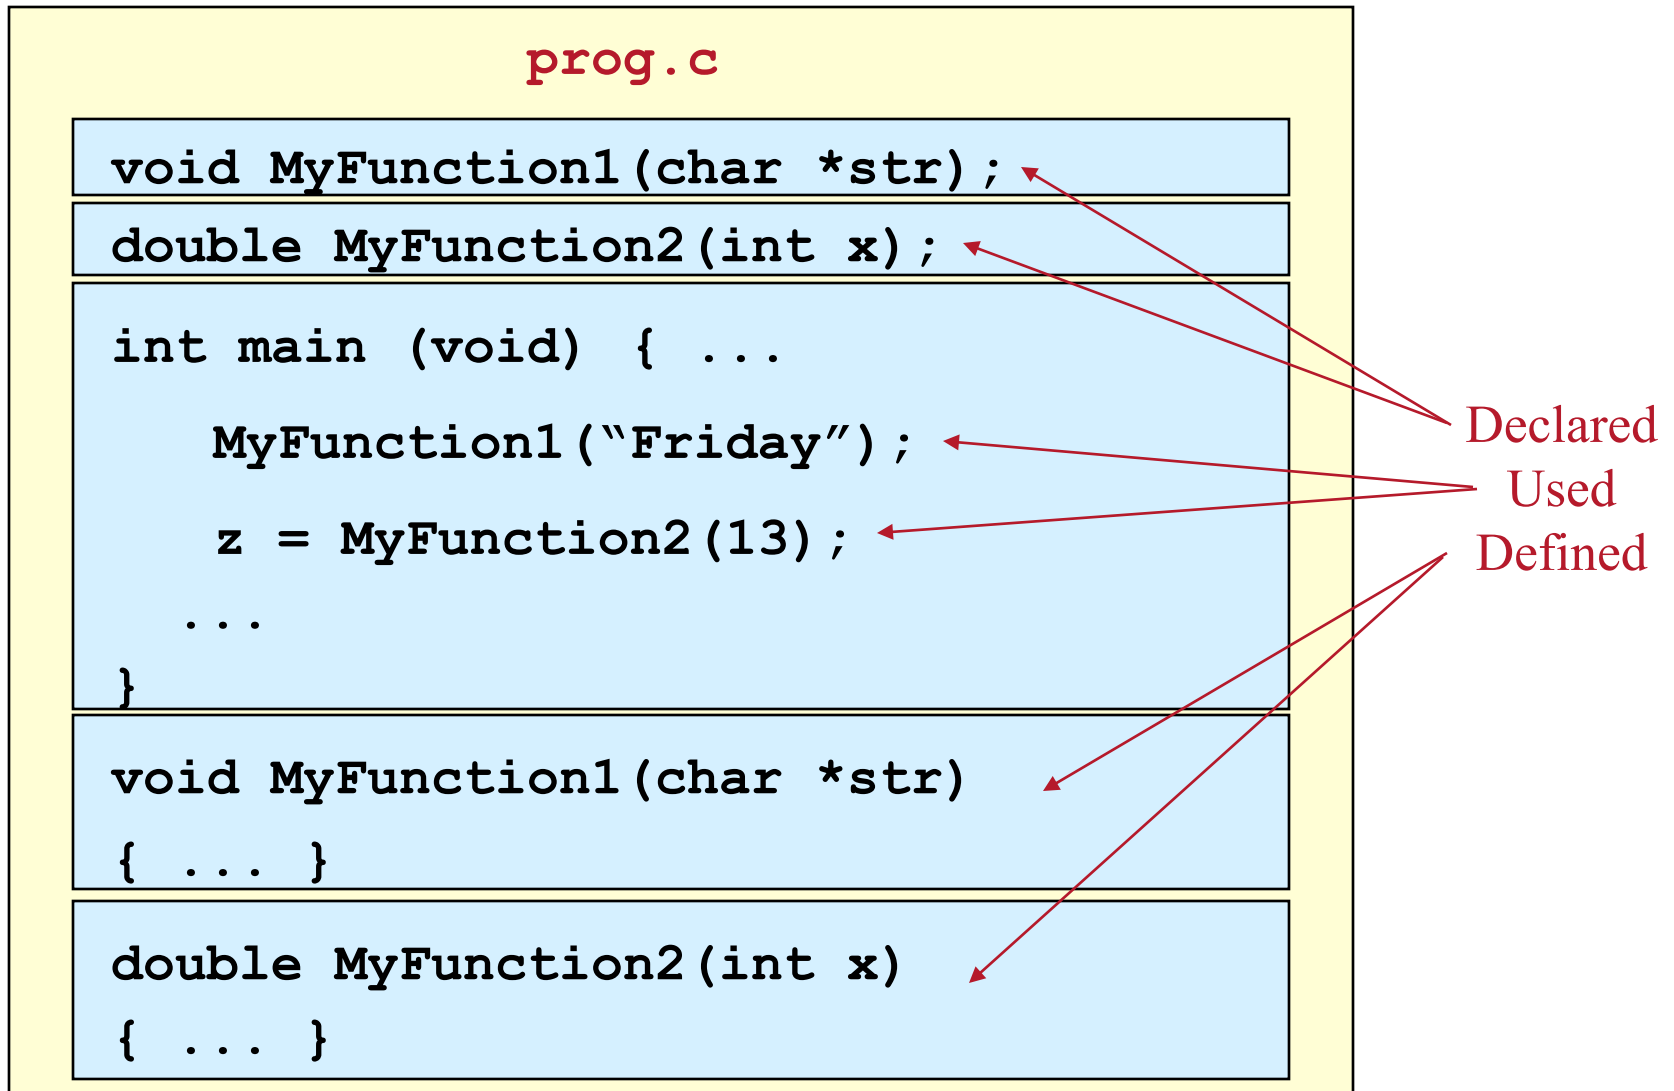 prog.c
void MyFunction1(char *str);
double MyFunction2(int x);
int main (void) { ...
MyFunction1(“Friday”);
z = MyFunction2(13);
...
}
void MyFunction1(char *str)
{ ... }
double MyFunction2(int x)
{ ... }
Declared
Used
Defined